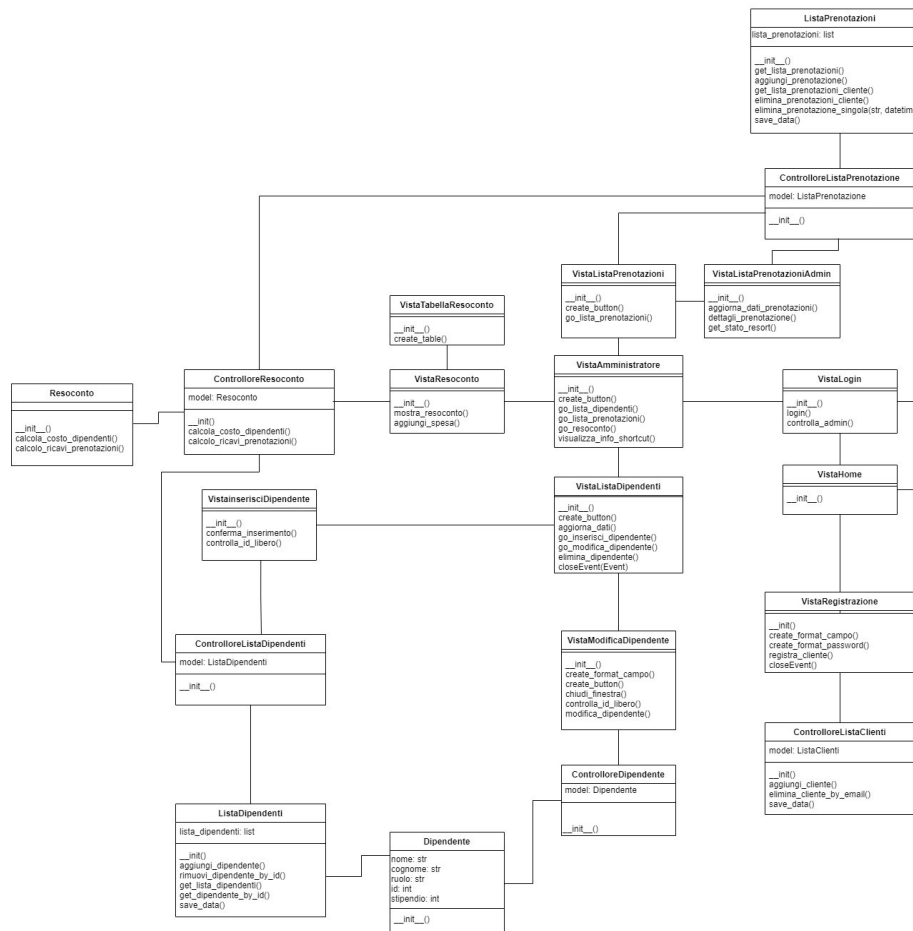 ListaPrenotazioni
lista_prenotazioni: list
__init__()
get_lista_prenotazioni()
aggiungi_prenotazione()
get_lista_prenotazioni_cliente()
elimina_prenotazioni_cliente()
elimina_prenotazione_singola(str, datetim
save_data()
ControlloreListaPrenotazione
model: ListaPrenotazione
__init__()
VistaListaPrenotazioni
__init__()
create_button()
go_lista_prenotazioni()
VistaListaPrenotazioniAdmin
__init__()
aggiorna_dati_prenotazioni()
dettagli_prenotazione()
get_stato_resort()
VistaTabellaResoconto
__init__()
create_table()
Resoconto
__init__()
calcola_costo_dipendenti()
calcolo_ricavi_prenotazioni()
ControlloreResoconto
model: Resoconto
__init()
calcola_costo_dipendenti()
calcolo_ricavi_prenotazioni()
VistaResoconto
__init__()
mostra_resoconto()
aggiungi_spesa()
VistaAmministratore
__init__()
create_button()
go_lista_dipendenti()
go_lista_prenotazioni()
go_resoconto()
visualizza_info_shortcut()
VistaLogin
__init__()
login()
controlla_admin()
VistaHome
__init__()
VistainserisciDipendente
__init__()
conferma_inserimento()
controlla_id_libero()
VistaListaDipendenti
__init__()
create_button()
aggiorna_dati()
go_inserisci_dipendente()
go_modifica_dipendente()
elimina_dipendente()
closeEvent(Event)
VistaRegistrazione
__init()
create_format_campo()
create_format_password()
registra_cliente()
closeEvent()
ControlloreListaDipendenti
model: ListaDipendenti
__init__()
VistaModificaDipendente
__init__()
create_format_campo()
create_button()
chiudi_finestra()
controlla_id_libero()
modifica_dipendente()
ControlloreListaClienti
model: ListaClienti
__init()
aggiungi_cliente()
elimina_cliente_by_email()
save_data()
ControlloreDipendente
model: Dipendente
__init__()
ListaDipendenti
lista_dipendenti: list
__init()
aggiungi_dipendente()
rimuovi_dipendente_by_id()
get_lista_dipendenti()
get_dipendente_by_id()
save_data()
Dipendente
nome: str
cognome: str
ruolo: str
id: int
stipendio: int
__init__()